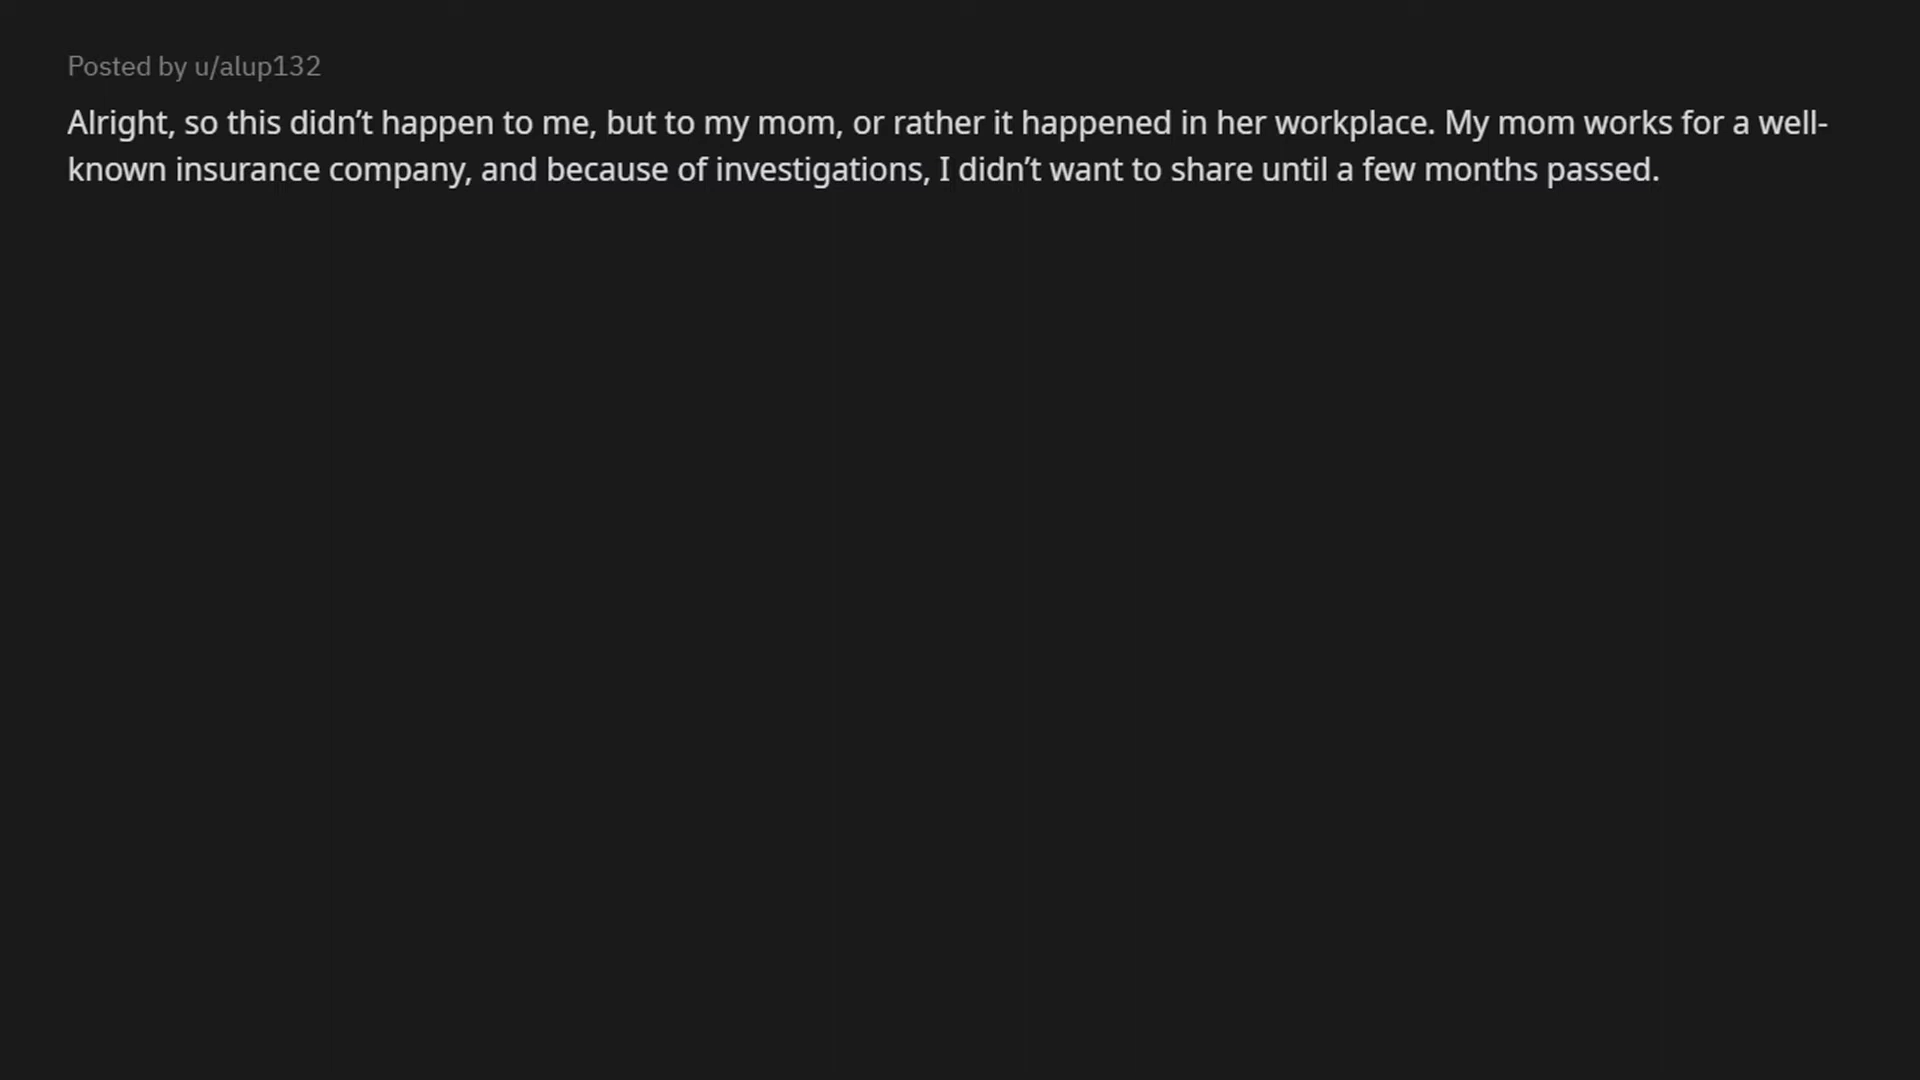 Posted by u/alup132
Alright, so this didn’t happen to me, but to my mom, or rather it happened in her workplace. My mom works for a well-
known insurance company, and because of investigations, I didn’t want to share until a few months passed.